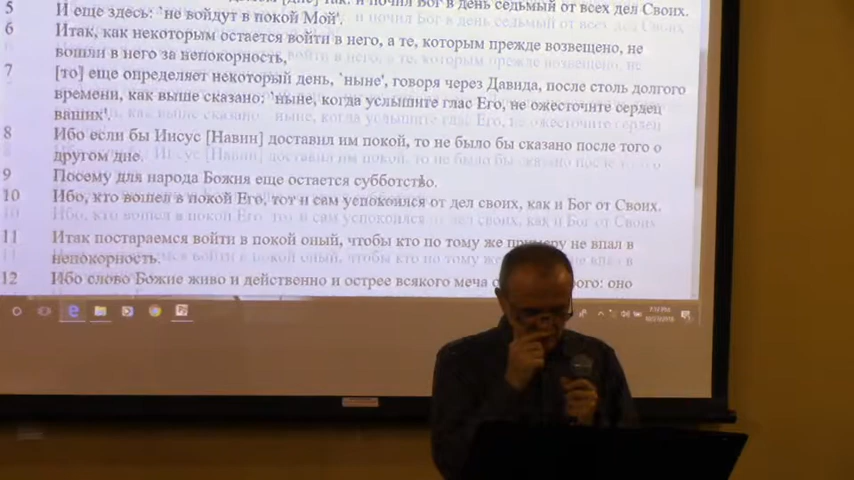 5 И еще здесь: `не войдут в покой Мой'.
6 Итак, как некоторым остается войти в него, а те, которым прежде возвещено, не
вошли в него за непокорность,
7 [то] еще определяет некоторый день, `ныне', говоря через Давида, после столь долгого
времени, как выше сказано: `ныне, когда услышите глас Его, не ожесточите сердец
ваших'.
8 Ибо если бы Иисус [Навин] доставил им покой, то не было бы сказано после того о
другом дне.
9 Посему для народа Божия еще остается субботство.
10 Ибо, кто вошел в покой Его, тот и сам успокоился от дел своих, как и Бог от Своих.
11 Итак постараемся войти в покой оный, чтобы кто по тому же примеру не впал в
непокорность.
12 Ибо слово Божие живо и действенно и острее всякого меча оно